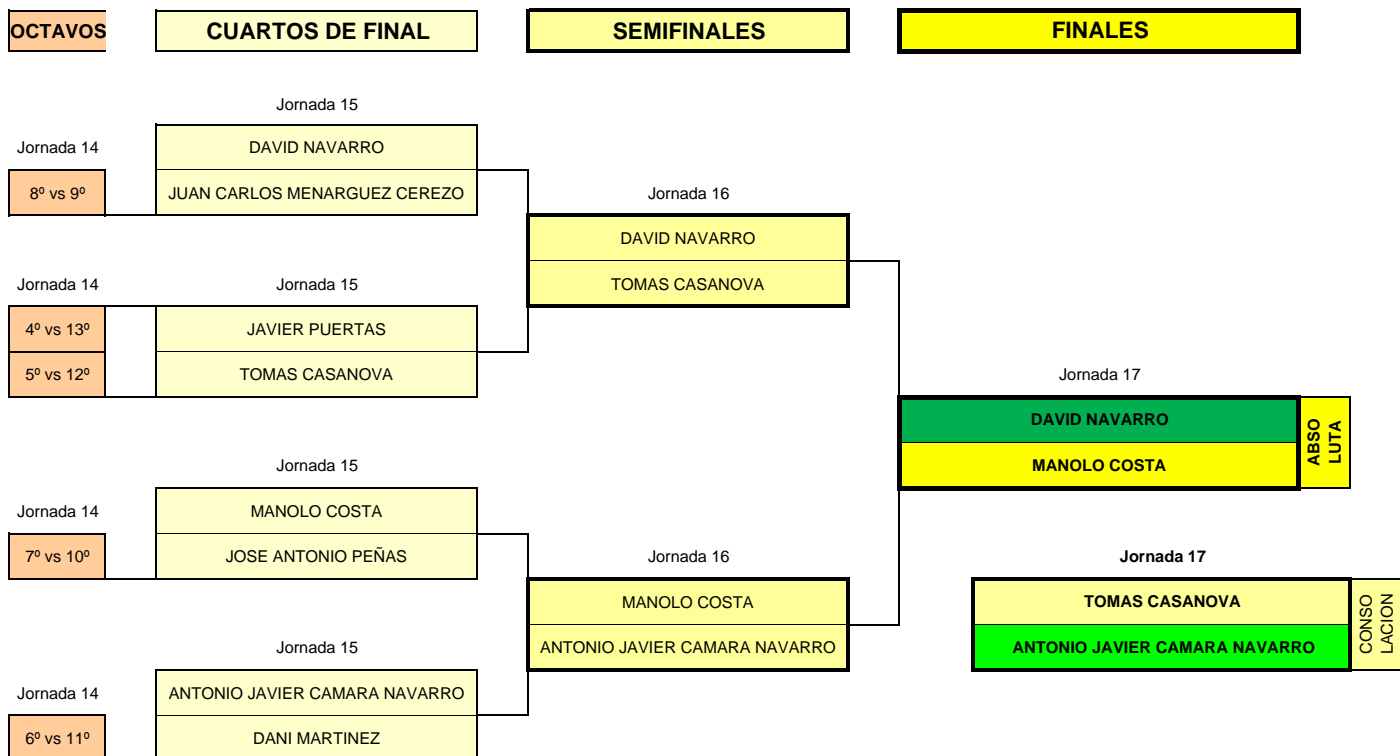 OCTAVOS
CUARTOS DE FINAL
SEMIFINALES
FINALES
Jornada 15
Jornada 14
DAVID NAVARRO
8º vs 9º
JUAN CARLOS MENARGUEZ CEREZO
Jornada 16
DAVID NAVARRO
TOMAS CASANOVA
Jornada 14
Jornada 15
4º vs 13º
JAVIER PUERTAS
5º vs 12º
TOMAS CASANOVA
Jornada 17
DAVID NAVARRO
MANOLO COSTA
ABSO
LUTA
Jornada 15
Jornada 14
MANOLO COSTA
7º vs 10º
JOSE ANTONIO PEÑAS
Jornada 16
MANOLO COSTA
ANTONIO JAVIER CAMARA NAVARRO
Jornada 17
TOMAS CASANOVA
ANTONIO JAVIER CAMARA NAVARRO
CONSO
LACION
Jornada 15
Jornada 14
ANTONIO JAVIER CAMARA NAVARRO
6º vs 11º
DANI MARTINEZ